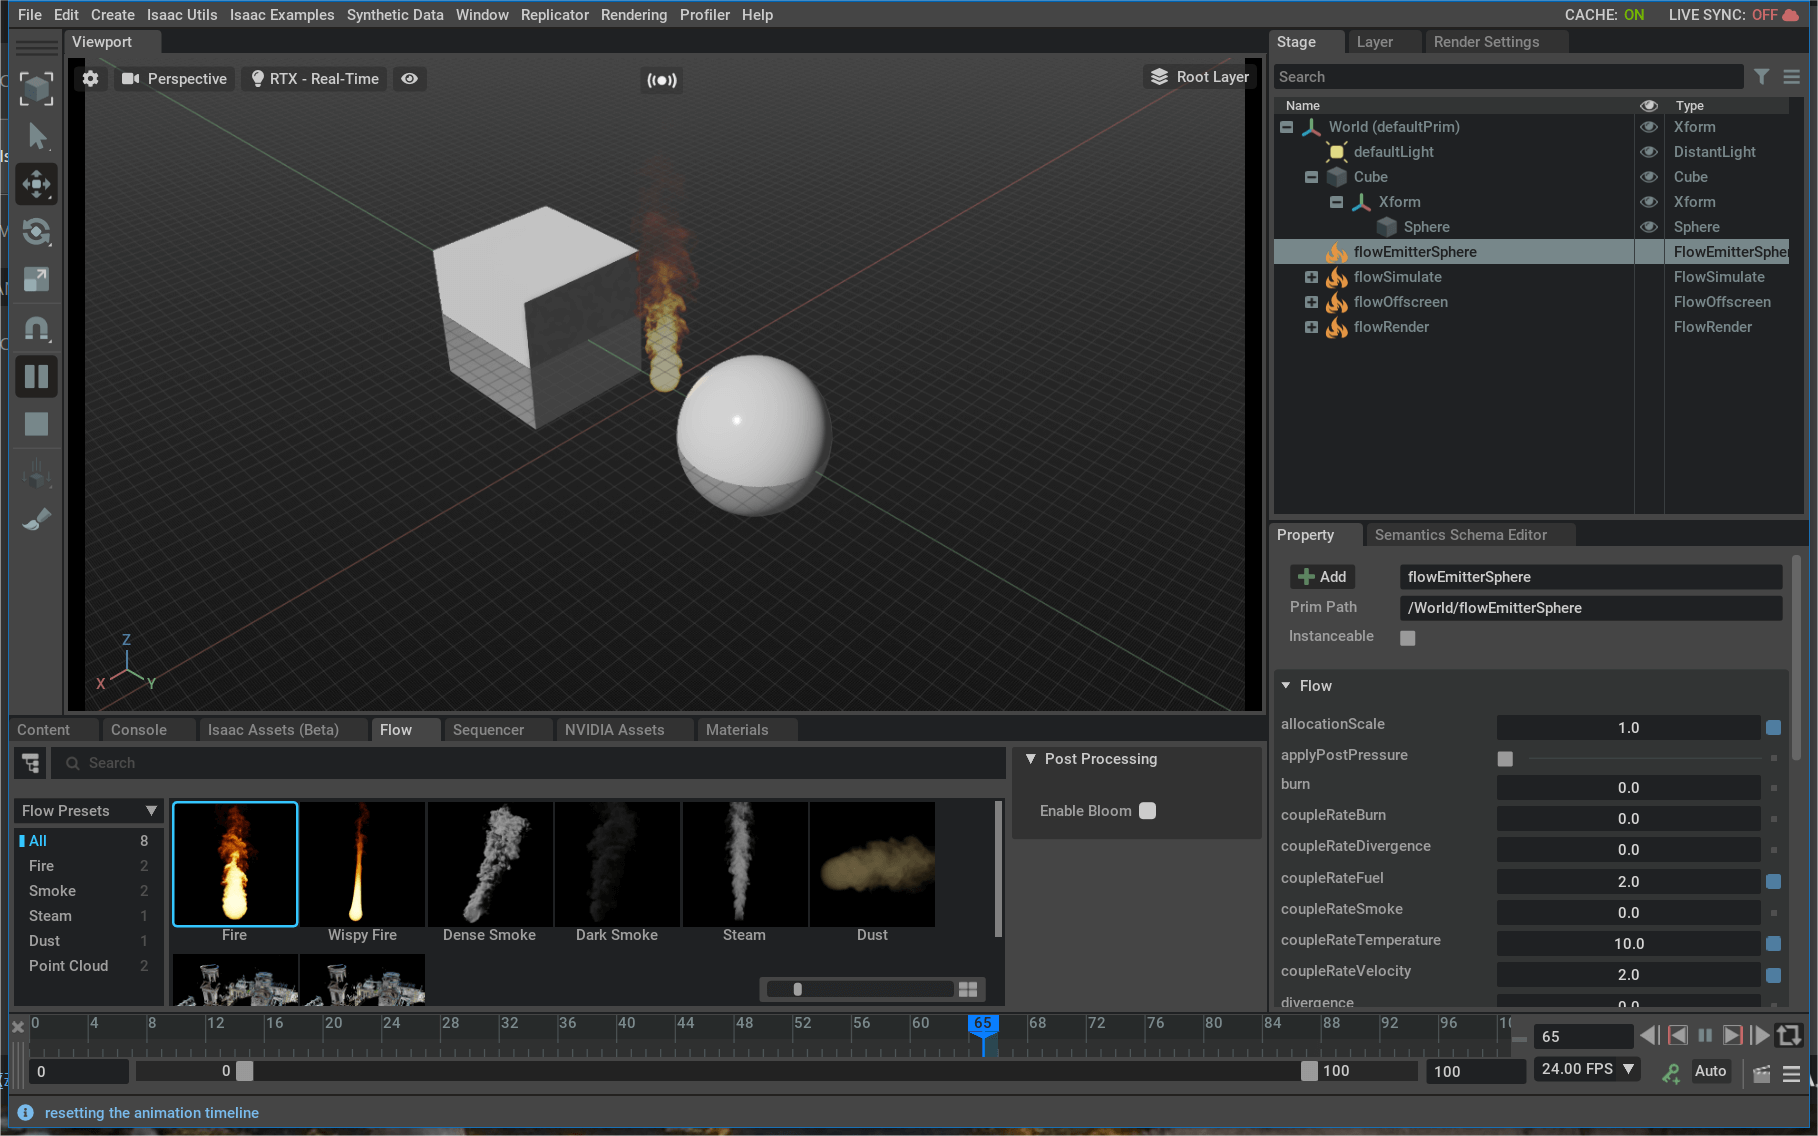 File Edit Create Isaac Utils Isaac Examples Synthetic Data Window Replicator Rendering Profiler Help
CACHE: ON LIVE SYNC: OFF
Viewport
Perspective RTX - Real-Time
Root Layer
Z
X
Y
Stage Layer Render Settings
Search
Name Type
World (defaultPrim) Xform
defaultLight DistantLight
Cube Cube
Xform Xform
Sphere Sphere
flowEmitterSphere FlowEmitterSphe
flowSimulate FlowSimulate
flowOffscreen FlowOffscreen
flowRender FlowRender
Property Semantics Schema Editor
Add flowEmitterSphere
Prim Path /World/flowEmitterSphere
Instanceable
Flow
allocationScale 1.0
applyPostPressure
burn 0.0
coupleRateBurn 0.0
coupleRateDivergence 0.0
coupleRateFuel 2.0
coupleRateSmoke 0.0
coupleRateTemperature 10.0
coupleRateVelocity 2.0
divergence 0.0
Content Console Isaac Assets (Beta) Flow Sequencer NVIDIA Assets Materials
Search
Flow Presets
All 8
Fire 2
Smoke 2
Steam 1
Dust 1
Point Cloud 2
Fire Wispy Fire Dense Smoke Dark Smoke Steam Dust
Post Processing
Enable Bloom
0 4 8 12 16 20 24 28 32 36 40 44 48 52 56 60 65 68 72 76 80 84 88 92 96 10
65
0 0 100 100
24.00 FPS Auto
resetting the animation timeline